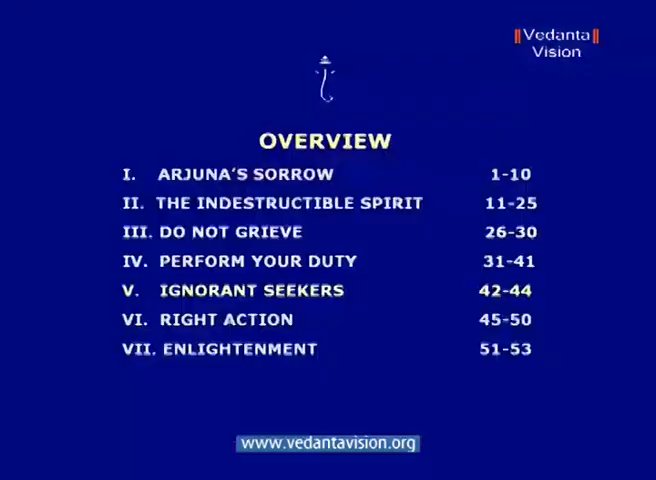 ||Vedanta||
Vision
OVERVIEW
I. ARJUNA'S SORROW 1-10
II. THE INDESTRUCTIBLE SPIRIT 11-25
III. DO NOT GRIEVE 26-30
IV. PERFORM YOUR DUTY 31-41
V. IGNORANT SEEKERS 42-44
VI. RIGHT ACTION 45-50
VII. ENLIGHTENMENT 51-53
www.vedantavision.org